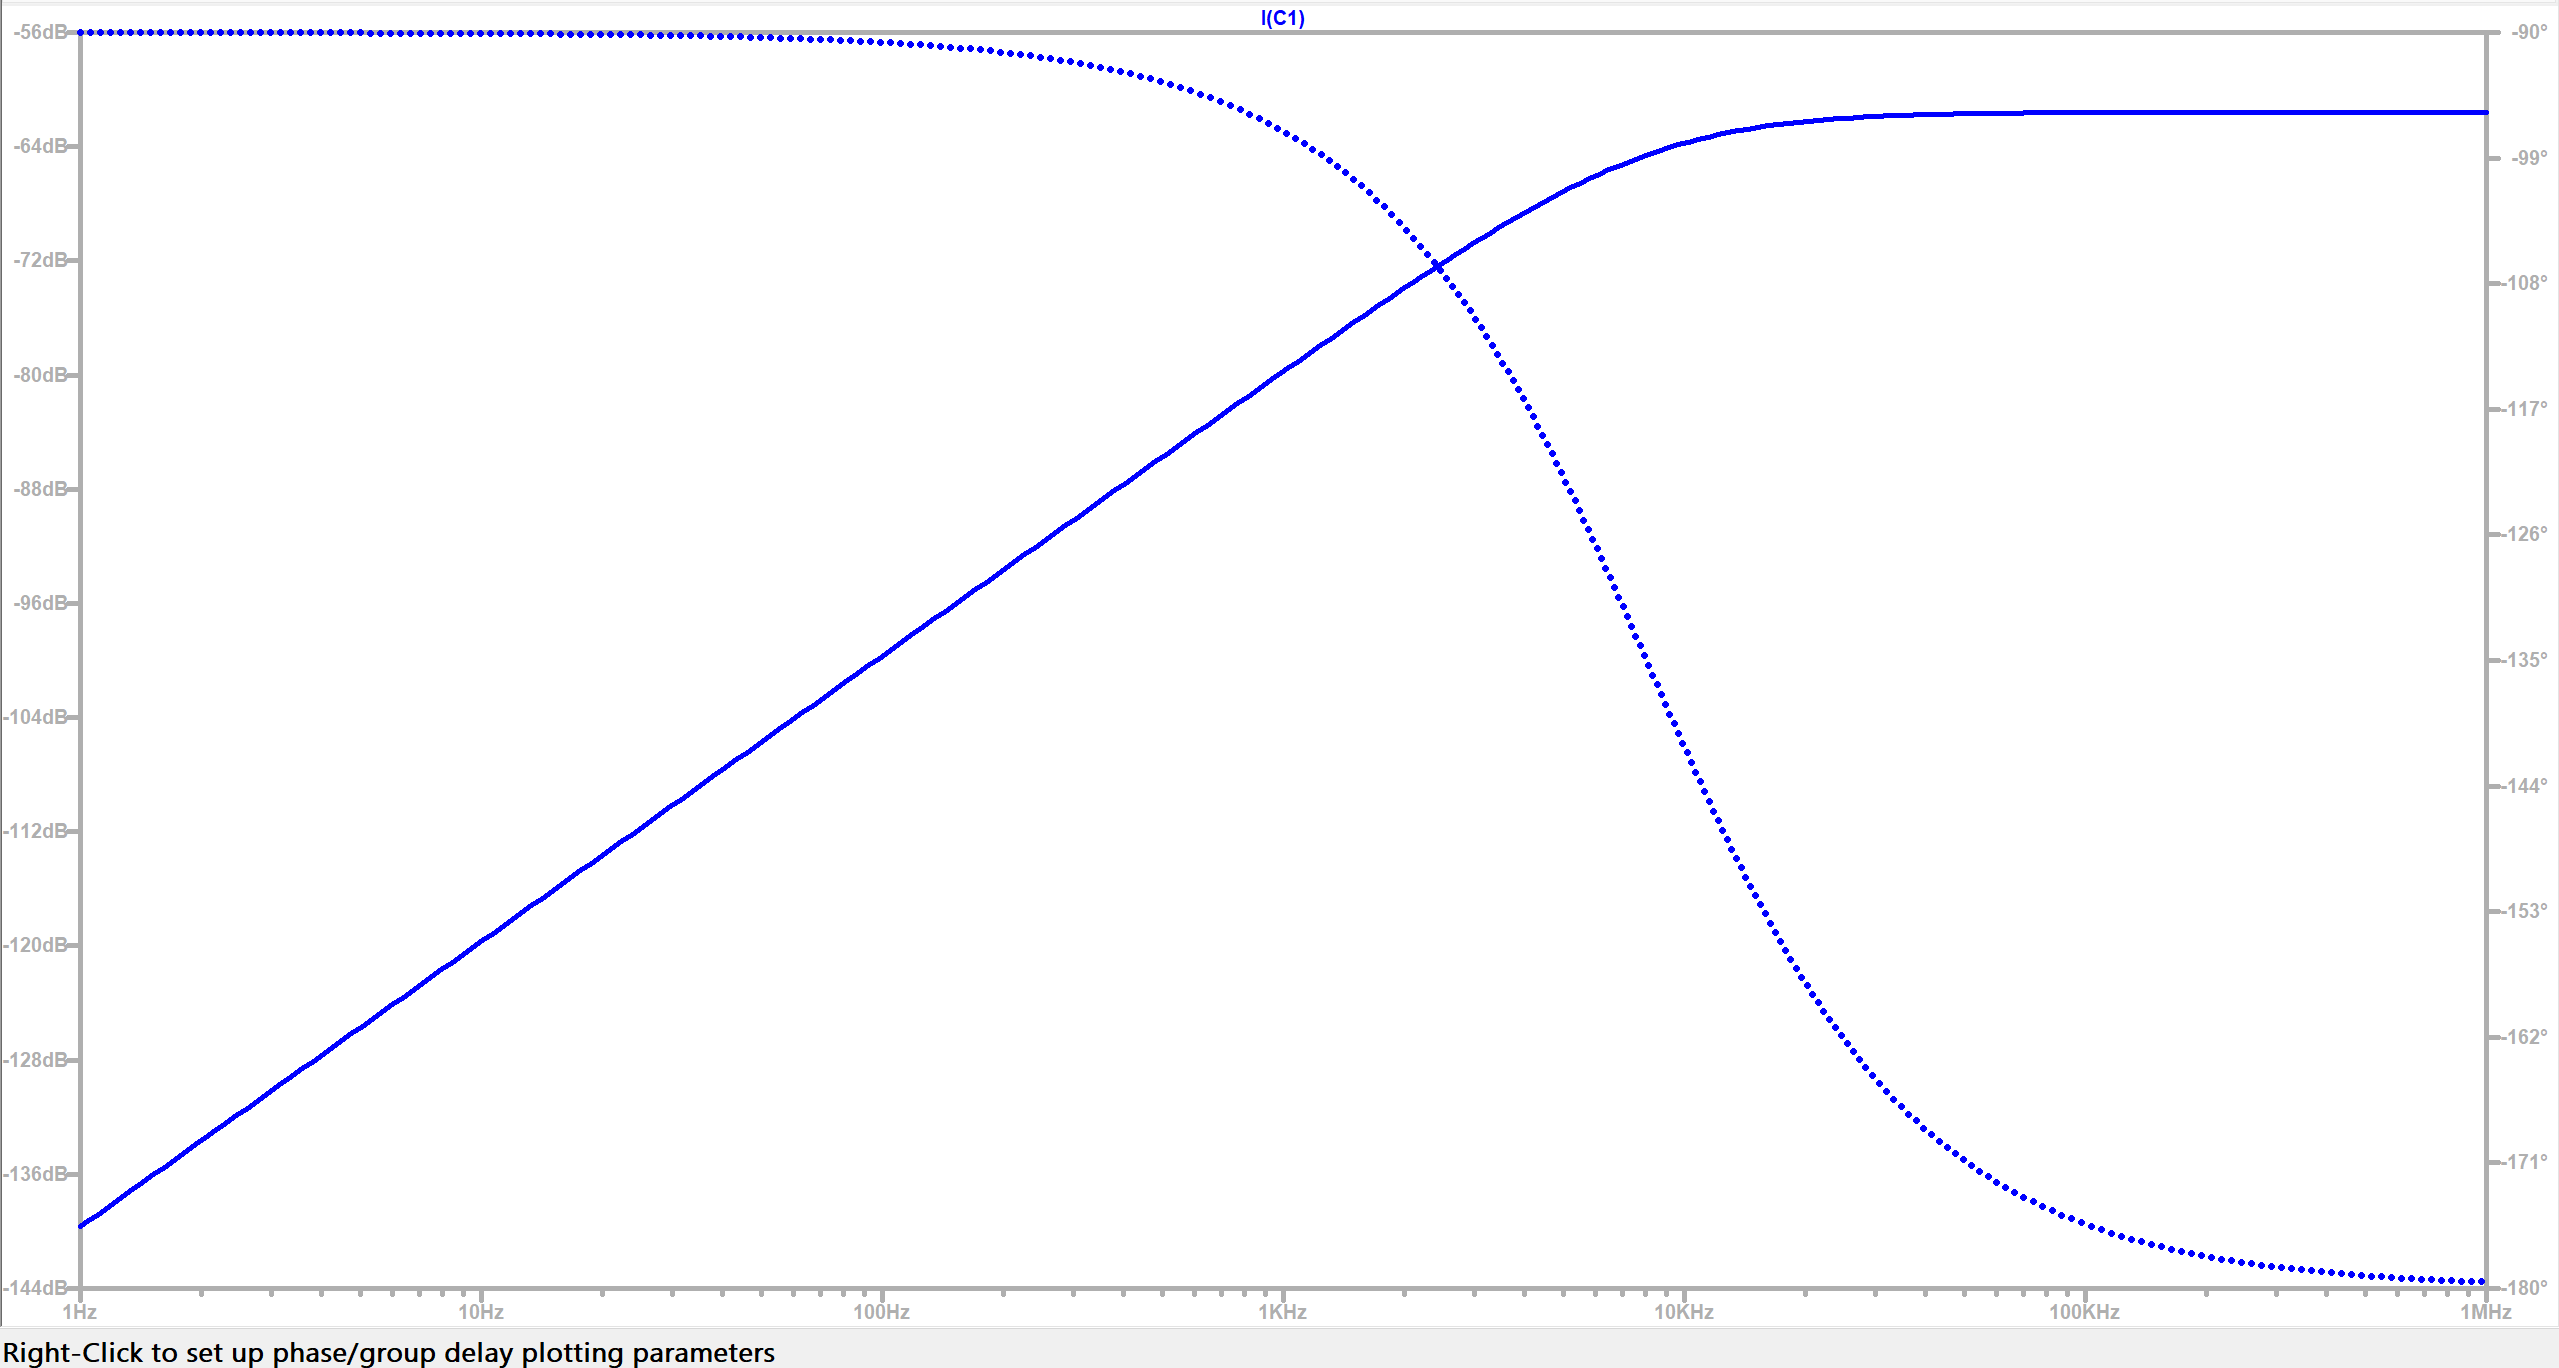 I(C1)
-56dB
-90°
-64dB
-99°
-72dB
-108°
-80dB
-117°
-88dB
-126°
-96dB
-135°
-104dB
-144°
-112dB
-153°
-120dB
-162°
-128dB
-171°
-136dB
-180°
-144dB
1Hz 10Hz 100Hz 1KHz 10KHz 100KHz 1MHz
Right-Click to set up phase/group delay plotting parameters